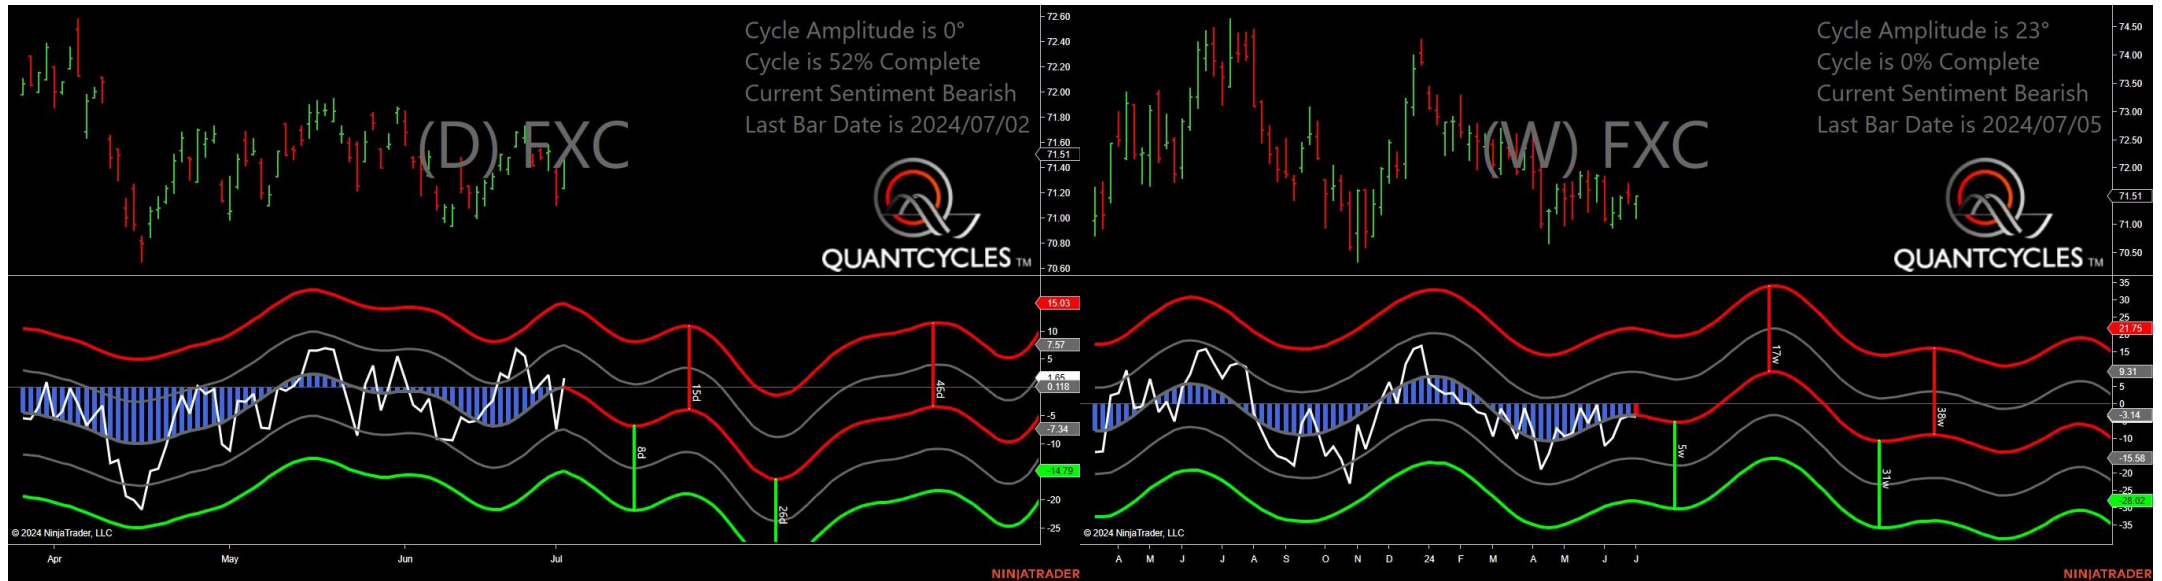 Cycle Amplitude is 0°
Cycle is 52% Complete
Current Sentiment Bearish
Last Bar Date is 2024/07/02
(D) FXC
QUANTCYCLES TM
72.60
72.40
72.20
72.00
71.80
71.60
71.51
71.40
71.20
71.00
70.80
70.60
15.03
10
7.57
5
1.65
0.118
-5
-7.34
-10
-14.79
-20
-25
15d
46d
8d
26d
© 2024 NinjaTrader, LLC
Apr
May
Jun
Jul
NINJATRADER
Cycle Amplitude is 23°
Cycle is 0% Complete
Current Sentiment Bearish
Last Bar Date is 2024/07/05
(W) FXC
QUANTCYCLES TM
74.50
74.00
73.50
73.00
72.50
72.00
71.51
71.00
70.50
35
30
25
21.75
15
9.31
5
0
-3.14
-10
-15.58
-20
-25
-28.02
-35
17w
38w
5w
31w
© 2024 NinjaTrader, LLC
A M J J A S O N D 24 F M A M J J
NINJATRADER